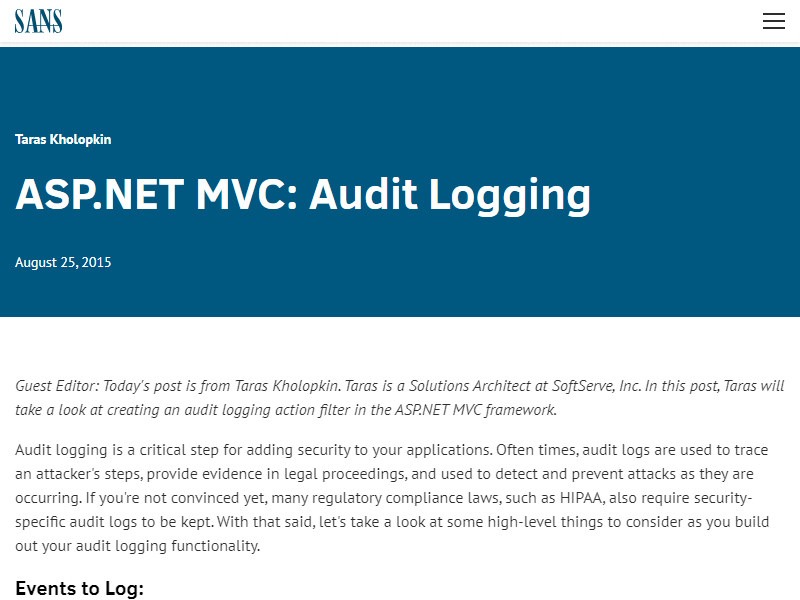 SANS
Taras Kholopkin
ASP.NET MVC: Audit Logging
August 25, 2015
Guest Editor: Today's post is from Taras Kholopkin. Taras is a Solutions Architect at SoftServe, Inc. In this post, Taras will
take a look at creating an audit logging action filter in the ASP.NET MVC framework.
Audit logging is a critical step for adding security to your applications. Often times, audit logs are used to trace
an attacker's steps, provide evidence in legal proceedings, and used to detect and prevent attacks as they are
occurring. If you're not convinced yet, many regulatory compliance laws, such as HIPAA, also require security-
specific audit logs to be kept. With that said, let's take a look at some high-level things to consider as you build
out your audit logging functionality.
Events to Log: